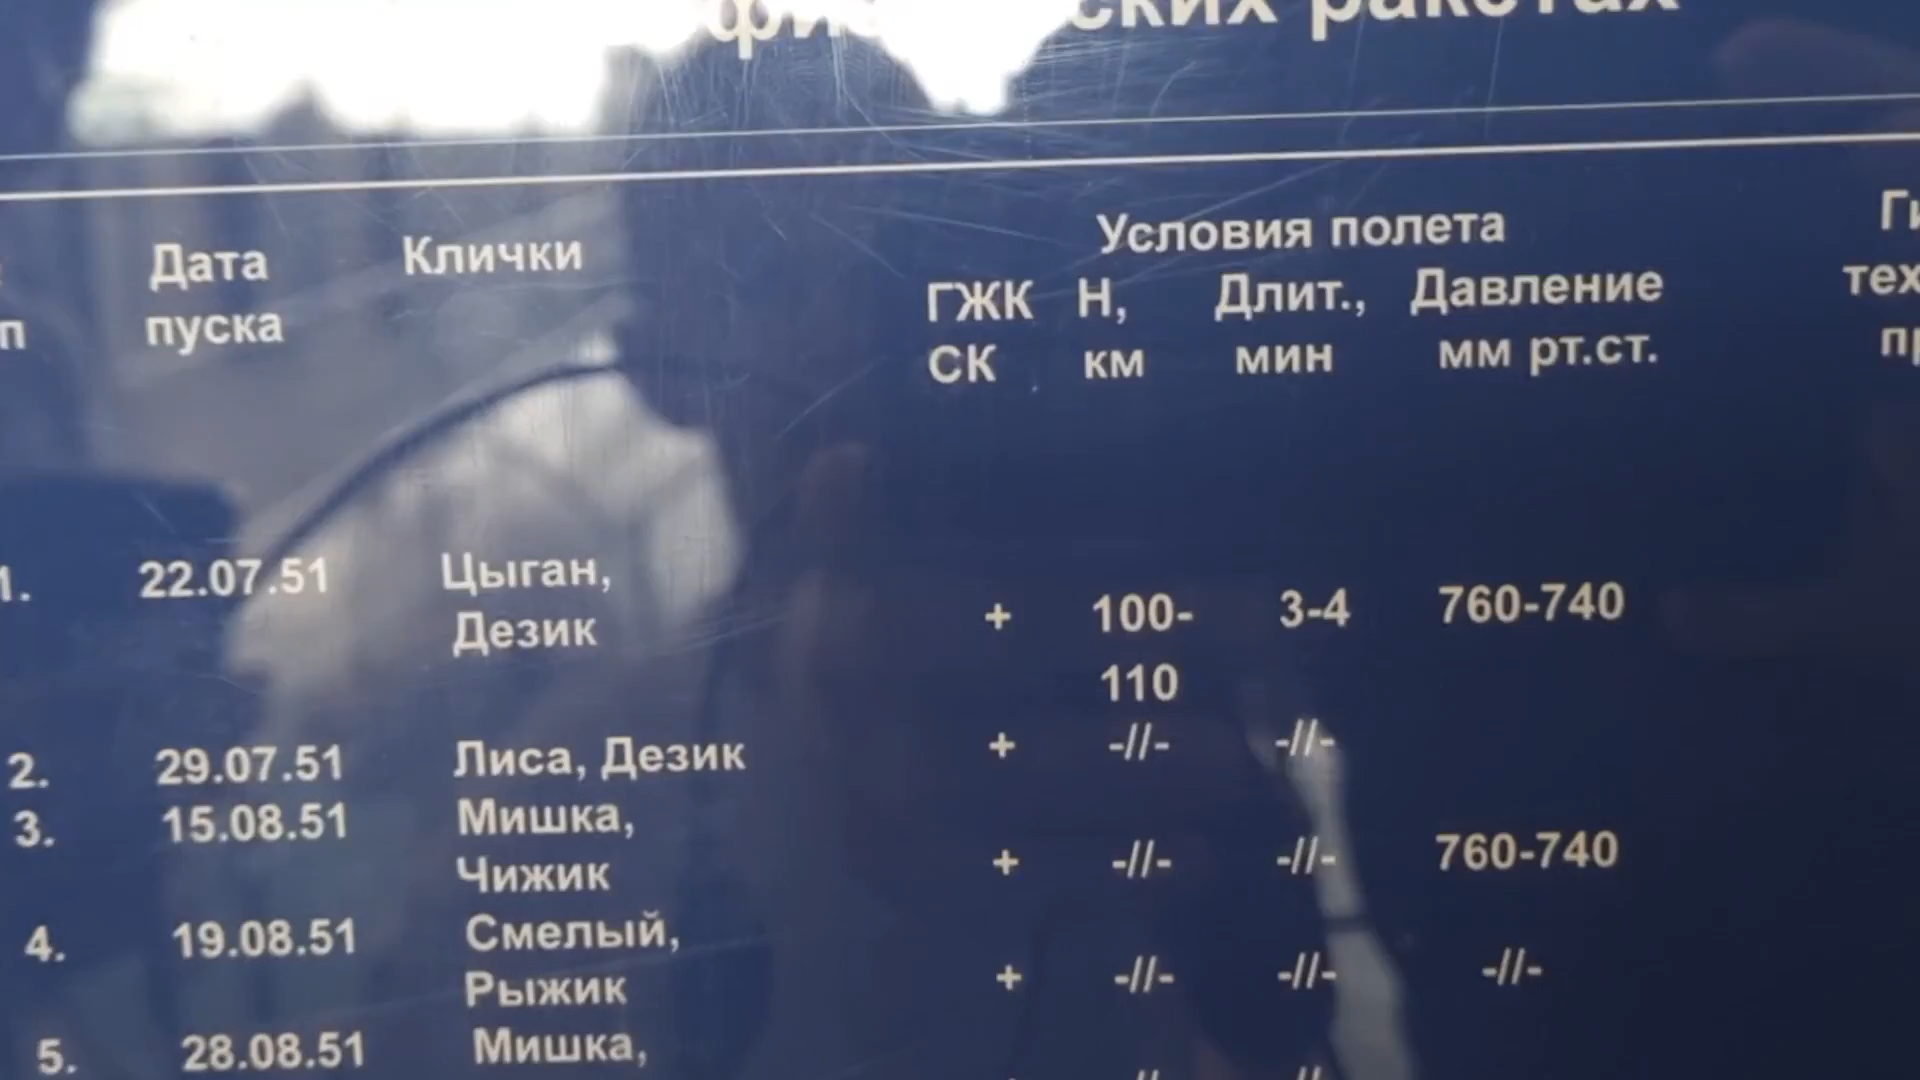 ракетах
Условия полета
Дата Клички
пуска
ГЖК Н, Длит., Давление
СК км мин мм рт.ст.
1. 22.07.51 Цыган,
Дезик + 100- 3-4 760-740
110
2. 29.07.51 Лиса, Дезик + -//- -//-
3. 15.08.51 Мишка,
Чижик + -//- -//- 760-740
4. 19.08.51 Смелый,
Рыжик + -//- -//- -//-
5. 28.08.51 Мишка,